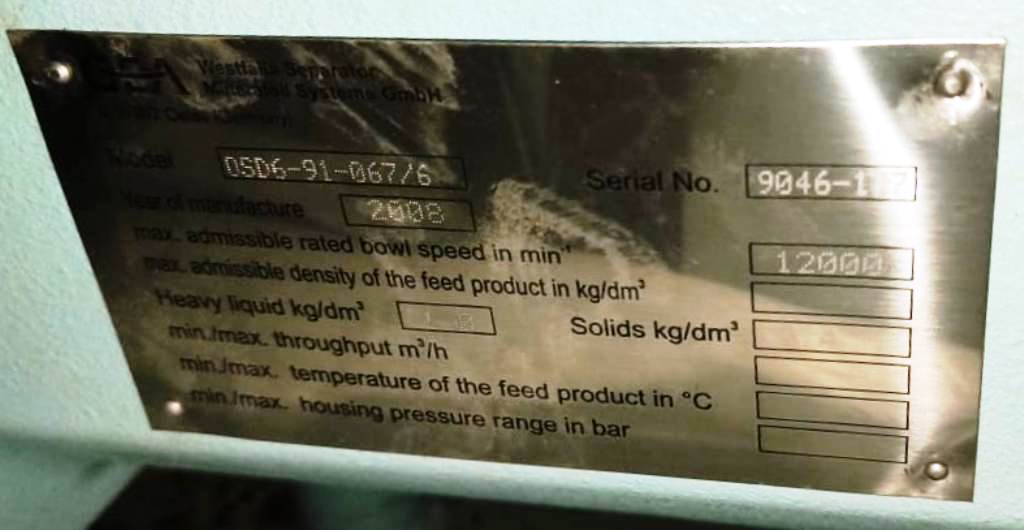 Westfalia Separator
Mineraloil Systems GmbH
(Germany)
Model OSD6-91-067/6 Serial No.
Year of manufacture 2008
max. admissible rated bowl speed in min⁻¹ 12000
max. admissible density of the feed product in kg/dm³
Heavy liquid kg/dm³ Solids kg/dm³
min./max. throughput m³/h
min./max. temperature of the feed product in °C
min./max. housing pressure range in bar